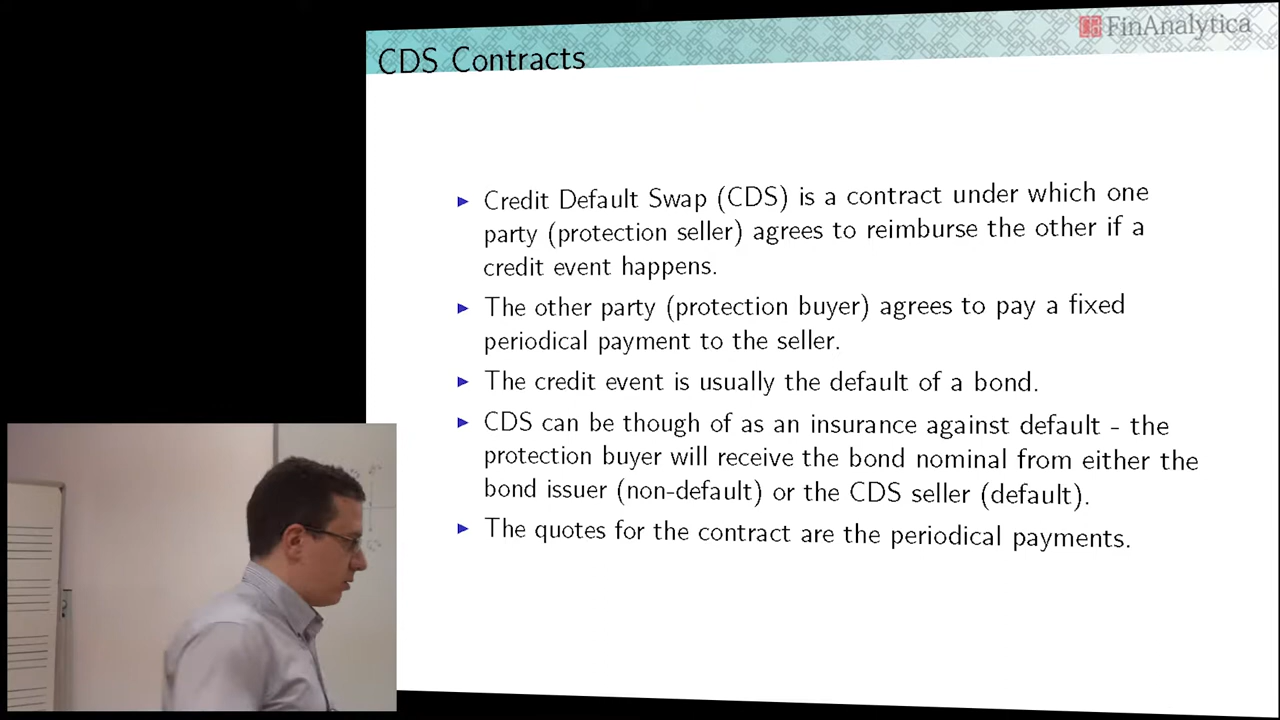 FinAnalytica
CDS Contracts
Credit Default Swap (CDS) is a contract under which one
party (protection seller) agrees to reimburse the other if a
credit event happens.
The other party (protection buyer) agrees to pay a fixed
periodical payment to the seller.
The credit event is usually the default of a bond.
CDS can be though of as an insurance against default - the
protection buyer will receive the bond nominal from either the
bond issuer (non-default) or the CDS seller (default).
The quotes for the contract are the periodical payments.